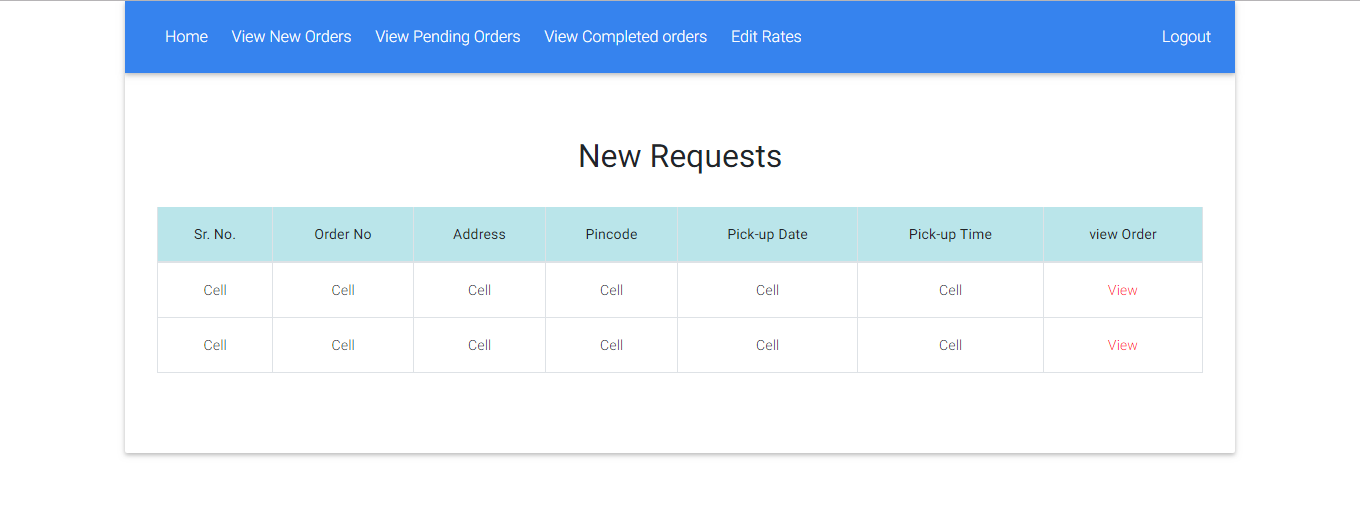 Home View New Orders View Pending Orders View Completed orders Edit Rates Logout
New Requests
Sr. No. Order No Address Pincode Pick-up Date Pick-up Time view Order
Cell Cell Cell Cell Cell Cell View
Cell Cell Cell Cell Cell Cell View